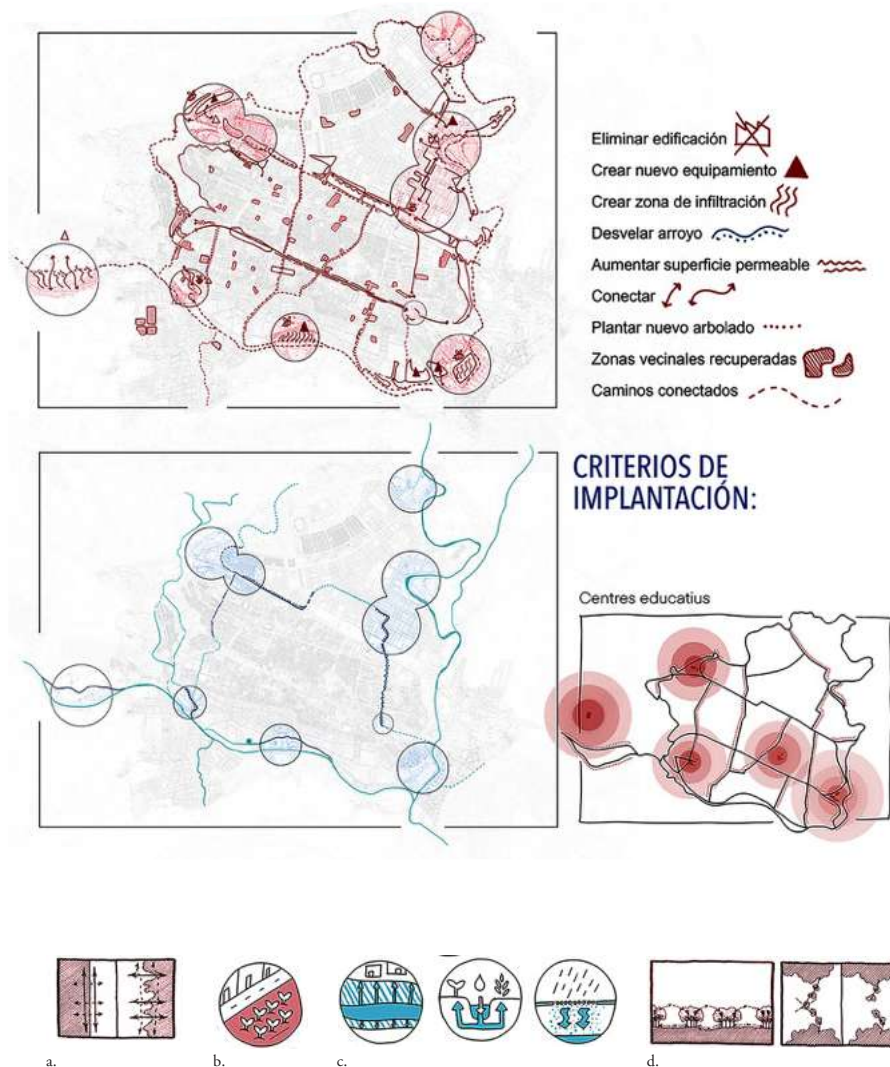 Eliminar edificación
Crear nuevo equipamiento
Crear zona de infiltración
Desvelar arroyo
Aumentar superficie permeable
Conectar
Plantar nuevo arbolado
Zonas vecinales recuperadas
Caminos conectados
CRITERIOS DE
IMPLANTACIÓN:
Centres educatius
a.
b.
c.
d.